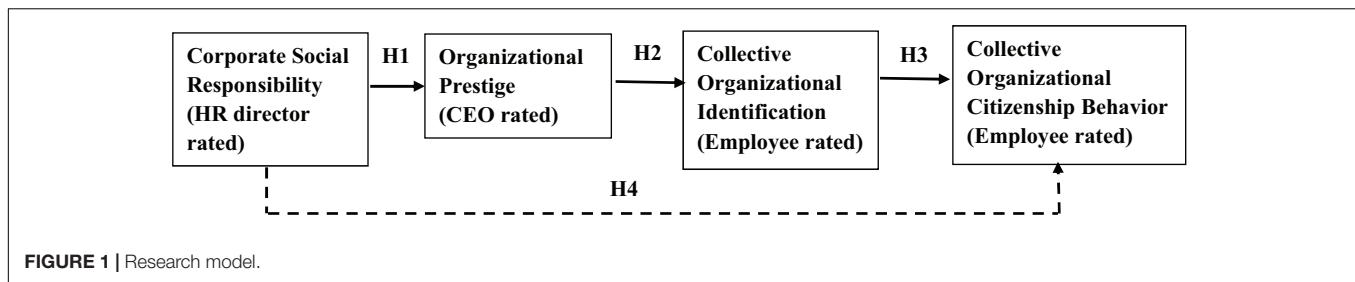 Corporate Social
Responsibility
(HR director
rated)
H1
Organizational
Prestige
(CEO rated)
H2
Collective
Organizational
Identification
(Employee rated)
H3
Collective
Organizational
Citizenship Behavior
(Employee rated)
H4
FIGURE 1 | Research model.